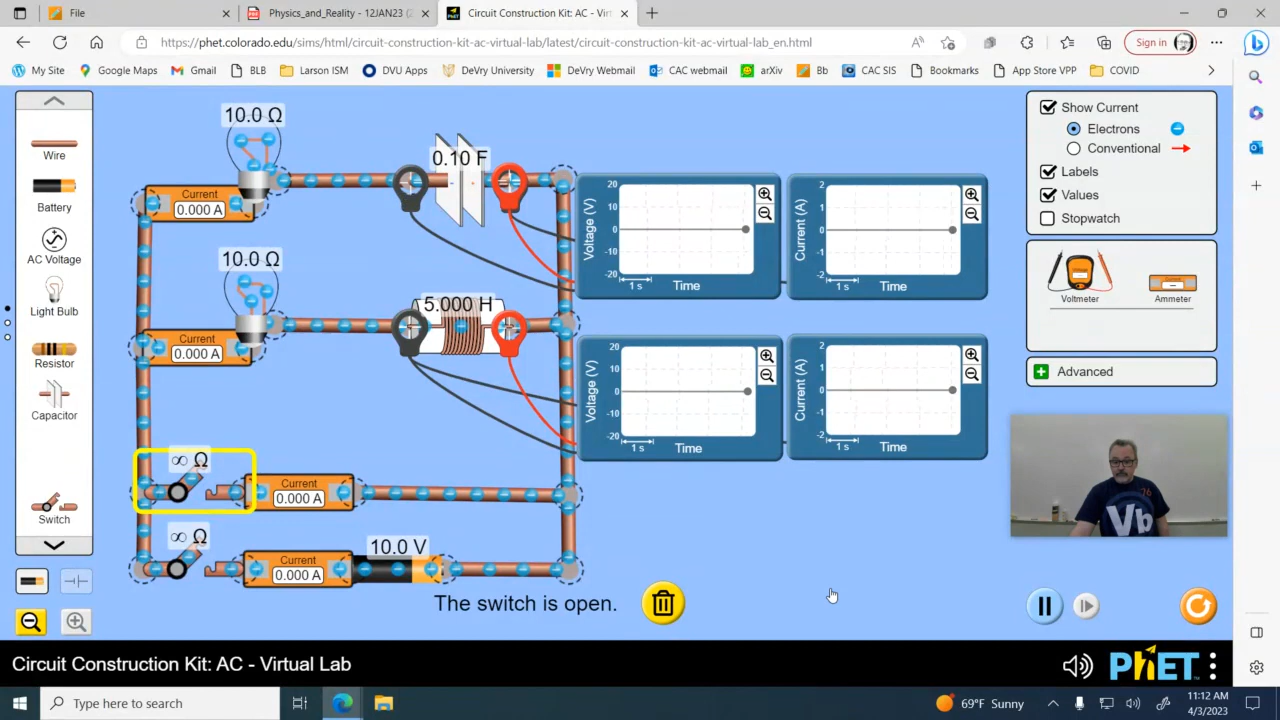 File
Physics_and_Reality - 12JAN23 (2
Circuit Construction Kit: AC - Virt
https://phet.colorado.edu/sims/html/circuit-construction-kit-ac-virtual-lab/latest/circuit-construction-kit-ac-virtual-lab_en.html
Sign in
My Site
Google Maps
Gmail
BLB
Larson ISM
DVU Apps
DeVry University
DeVry Webmail
CAC webmail
arXiv
Bb
CAC SIS
Bookmarks
App Store VPP
COVID
Wire
Battery
AC Voltage
Light Bulb
Resistor
Capacitor
Switch
10.0 Ω
0.10 F
Current
0.000 A
10.0 Ω
5.000 H
Current
0.000 A
∞ Ω
Current
0.000 A
∞ Ω
Current
0.000 A
10.0 V
The switch is open.
Voltage (V)
20
10
0
-10
-20
1 s
Time
Current (A)
2
1
0
-1
-2
1 s
Time
Voltage (V)
20
10
0
-10
-20
1 s
Time
Current (A)
2
1
0
-1
-2
1 s
Time
Show Current
Electrons
Conventional
Labels
Values
Stopwatch
Voltmeter
Current
Ammeter
Advanced
76
Vb
Circuit Construction Kit: AC - Virtual Lab
PhET
Type here to search
69°F Sunny
11:12 AM
4/3/2023